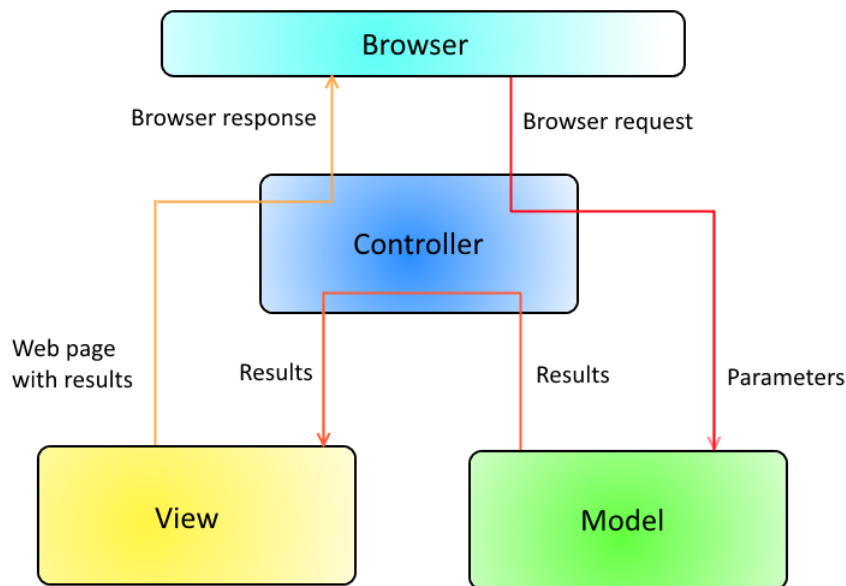 Browser
Browser response
Browser request
Controller
Web page
with results
Results
Results
Parameters
View
Model